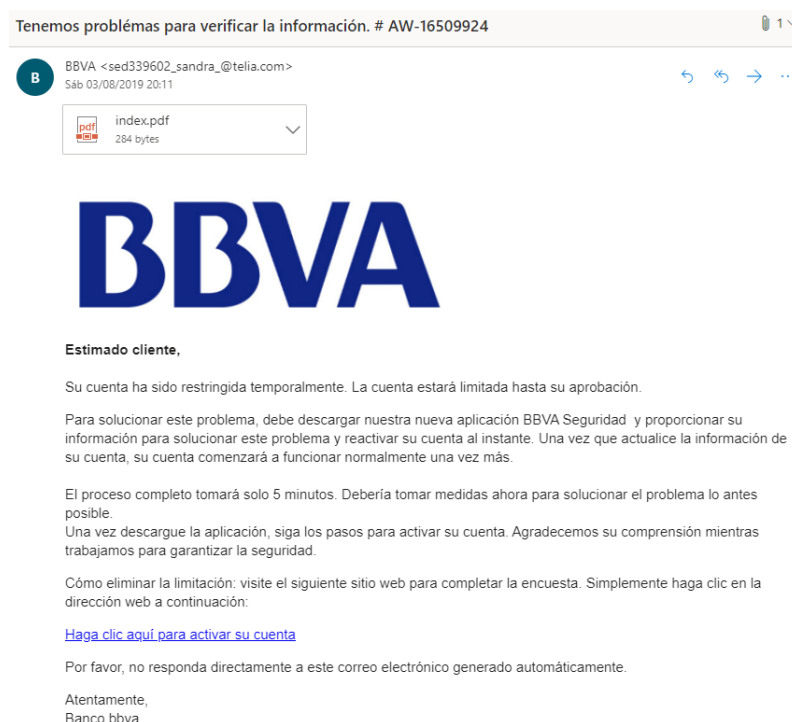 Tenemos problémas para verificar la información. # AW-16509924
1
B
BBVA <sed339602_sandra_@telia.com>
Sáb 03/08/2019 20:11
pdf
index.pdf
284 bytes
BBVA
Estimado cliente,
Su cuenta ha sido restringida temporalmente. La cuenta estará limitada hasta su aprobación.
Para solucionar este problema, debe descargar nuestra nueva aplicación BBVA Seguridad y proporcionar su
información para solucionar este problema y reactivar su cuenta al instante. Una vez que actualice la información de
su cuenta, su cuenta comenzará a funcionar normalmente una vez más.
El proceso completo tomará solo 5 minutos. Debería tomar medidas ahora para solucionar el problema lo antes
posible.
Una vez descargue la aplicación, siga los pasos para activar su cuenta. Agradecemos su comprensión mientras
trabajamos para garantizar la seguridad.
Cómo eliminar la limitación: visite el siguiente sitio web para completar la encuesta. Simplemente haga clic en la
dirección web a continuación:
Haga clic aquí para activar su cuenta
Por favor, no responda directamente a este correo electrónico generado automáticamente.
Atentamente,
Banco bbva